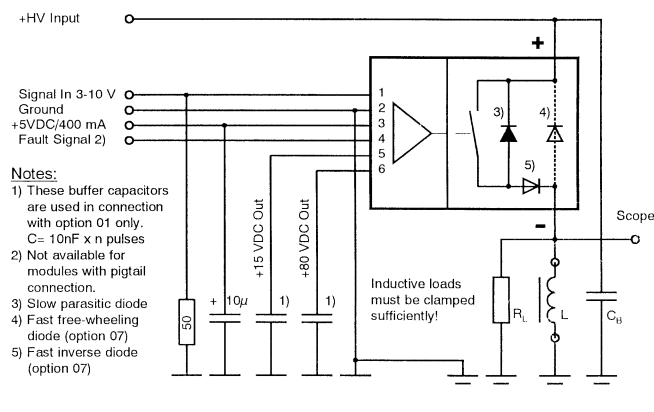 +HV Input
+
Signal In 3-10 V
Ground
+5VDC/400 mA
Fault Signal 2)
1
2
3
4
5
6
3)
4)
5)
-
Scope
Notes:
1) These buffer capacitors
are used in connection
with option 01 only.
C= 10nF x n pulses
2) Not available for
modules with pigtail
connection.
3) Slow parasitic diode
4) Fast free-wheeling
diode (option 07)
5) Fast inverse diode
(option 07)
50
+ 10µ
+15 VDC Out
1)
+80 VDC Out
1)
Inductive loads
must be clamped
sufficiently!
RL
L
CB